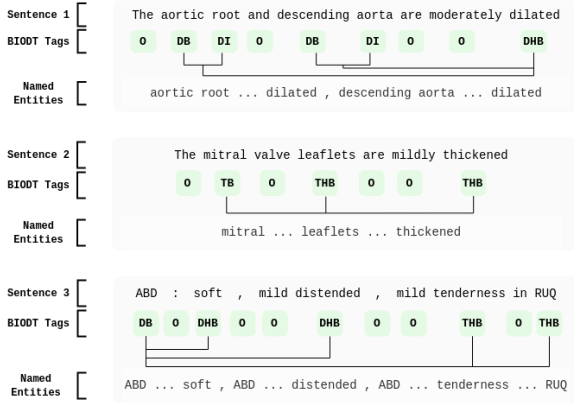 Sentence 1 The aortic root and descending aorta are moderately dilated
BIODT Tags O DB DI O DB DI O O DHB
Named Entities aortic root ... dilated , descending aorta ... dilated
Sentence 2 The mitral valve leaflets are mildly thickened
BIODT Tags O TB O THB O O THB
Named Entities mitral ... leaflets ... thickened
Sentence 3 ABD : soft , mild distended , mild tenderness in RUQ
BIODT Tags DB O DHB O O DHB O O THB O THB
Named Entities ABD ... soft , ABD ... distended , ABD ... tenderness ... RUQ